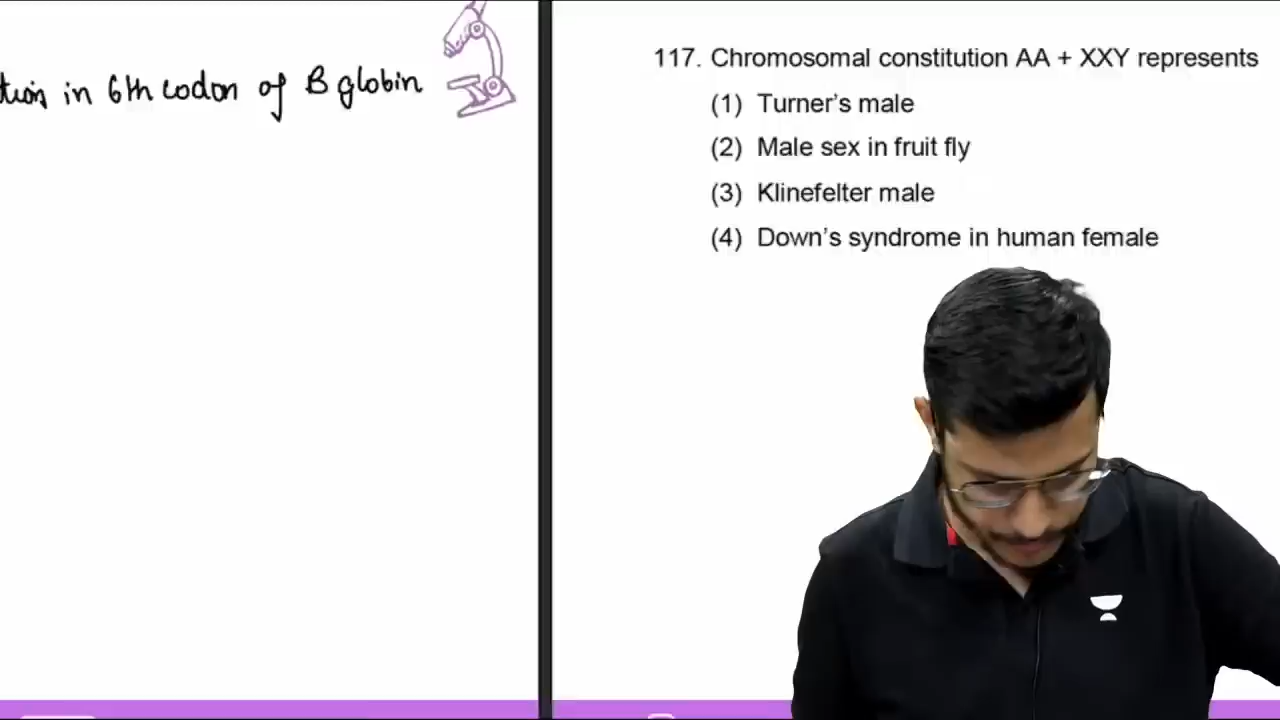 in 6th codon of B globin
117. Chromosomal constitution AA + XXY represents
(1) Turner's male
(2) Male sex in fruit fly
(3) Klinefelter male
(4) Down's syndrome in human female